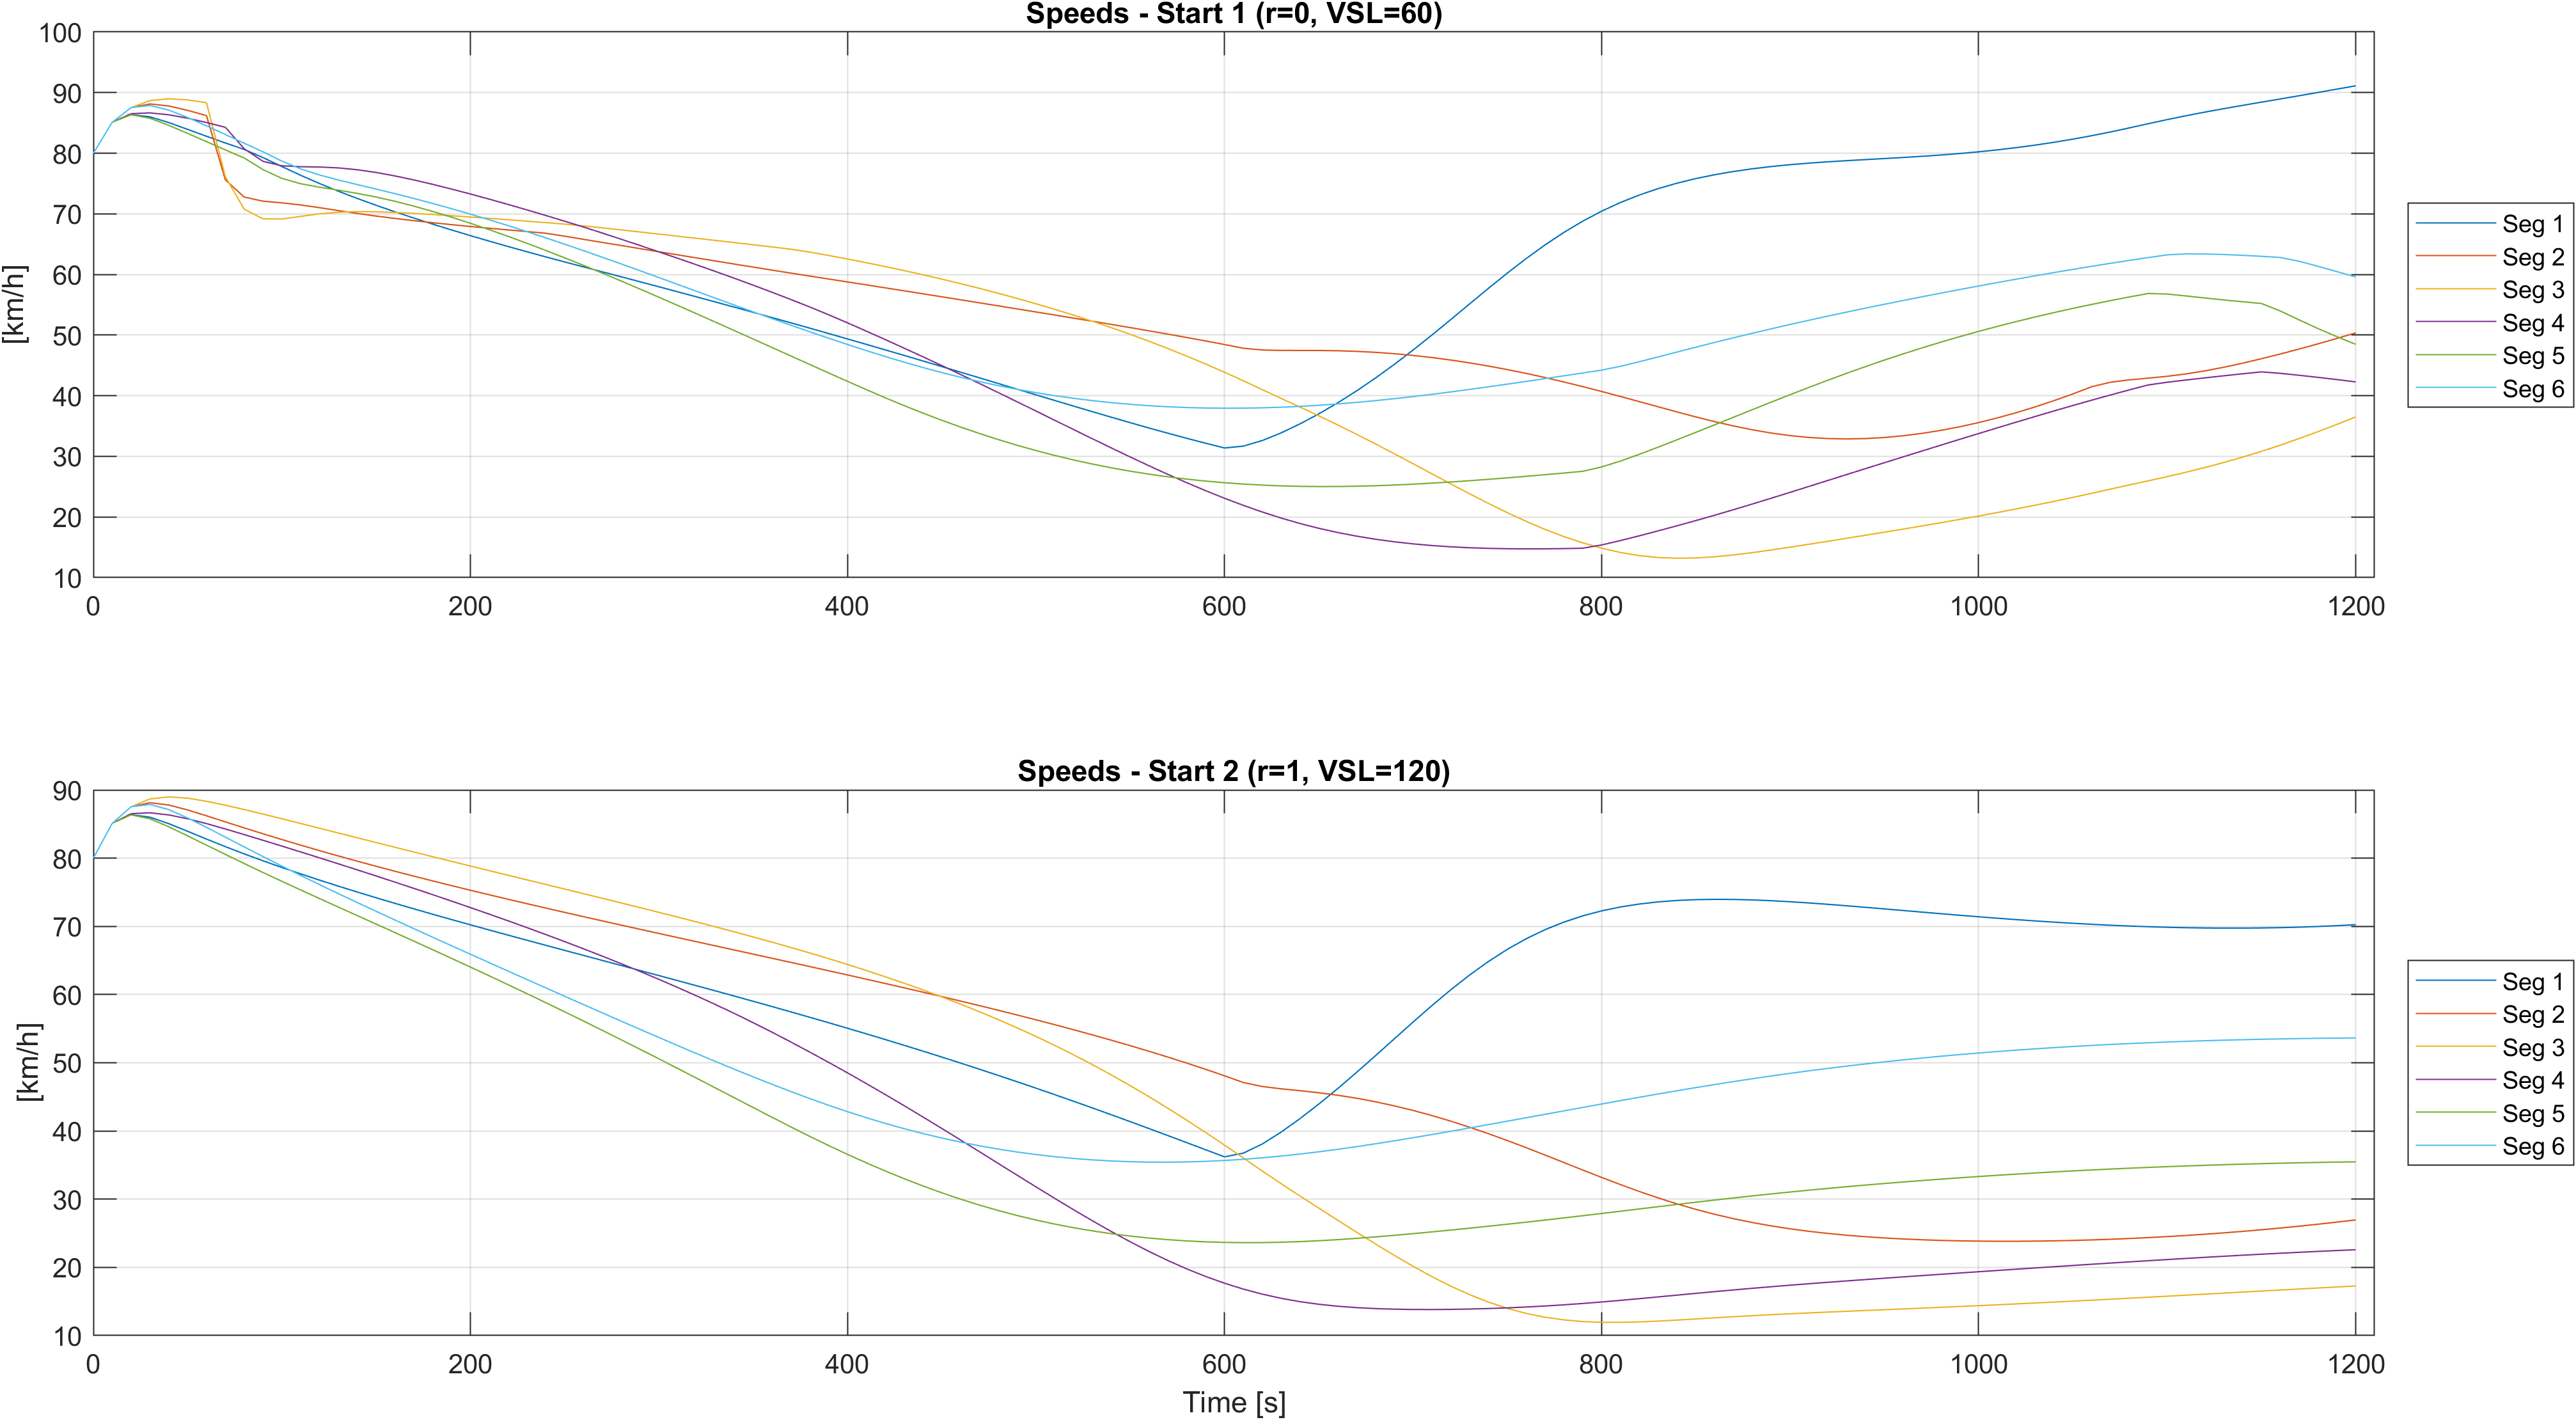 Speeds - Start 1 (r=0, VSL=60)
100
90
80
70
60
50
40
30
20
10
[km/h]
0 200 400 600 800 1000 1200
Seg 1
Seg 2
Seg 3
Seg 4
Seg 5
Seg 6
Speeds - Start 2 (r=1, VSL=120)
90
80
70
60
50
40
30
20
10
[km/h]
0 200 400 600 800 1000 1200
Time [s]
Seg 1
Seg 2
Seg 3
Seg 4
Seg 5
Seg 6